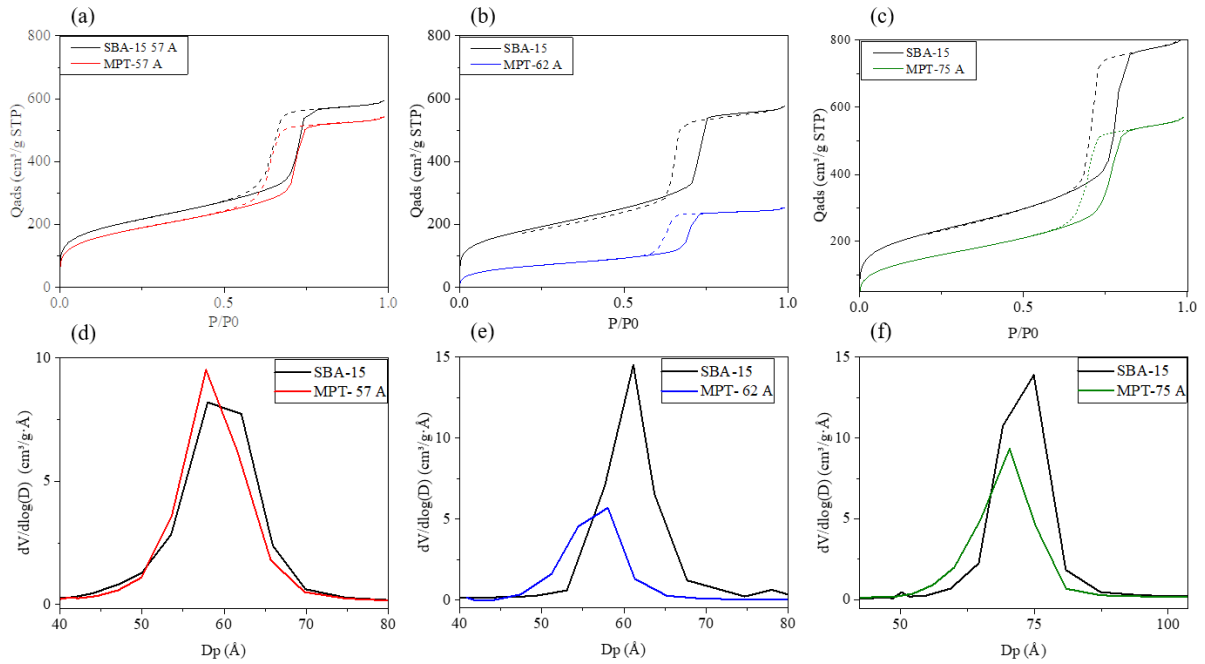 (a)
800
SBA-15 57 A
MPT-57 A
600
400
200
0
0.0
0.5
1.0
Qads (cm³/g STP)
P/P0
(b)
800
SBA-15
MPT-62 A
600
400
200
0
0.0
0.5
1.0
Qads (cm³/g STP)
P/P0
(c)
800
SBA-15
MPT-75 A
600
400
200
0.0
0.5
1.0
Qads (cm³/g STP)
P/P0
(d)
10
SBA-15
MPT- 57 A
5
0
40
50
60
70
80
dV/dlog(D) (cm³/g·Å)
Dp (Å)
(e)
15
SBA-15
MPT- 62 A
10
5
0
40
50
60
70
80
dV/dlog(D) (cm³/g·Å)
Dp (Å)
(f)
15
SBA-15
MPT-75 A
10
5
0
50
75
100
dV/dlog(D) (cm³/g·Å)
Dp (Å)